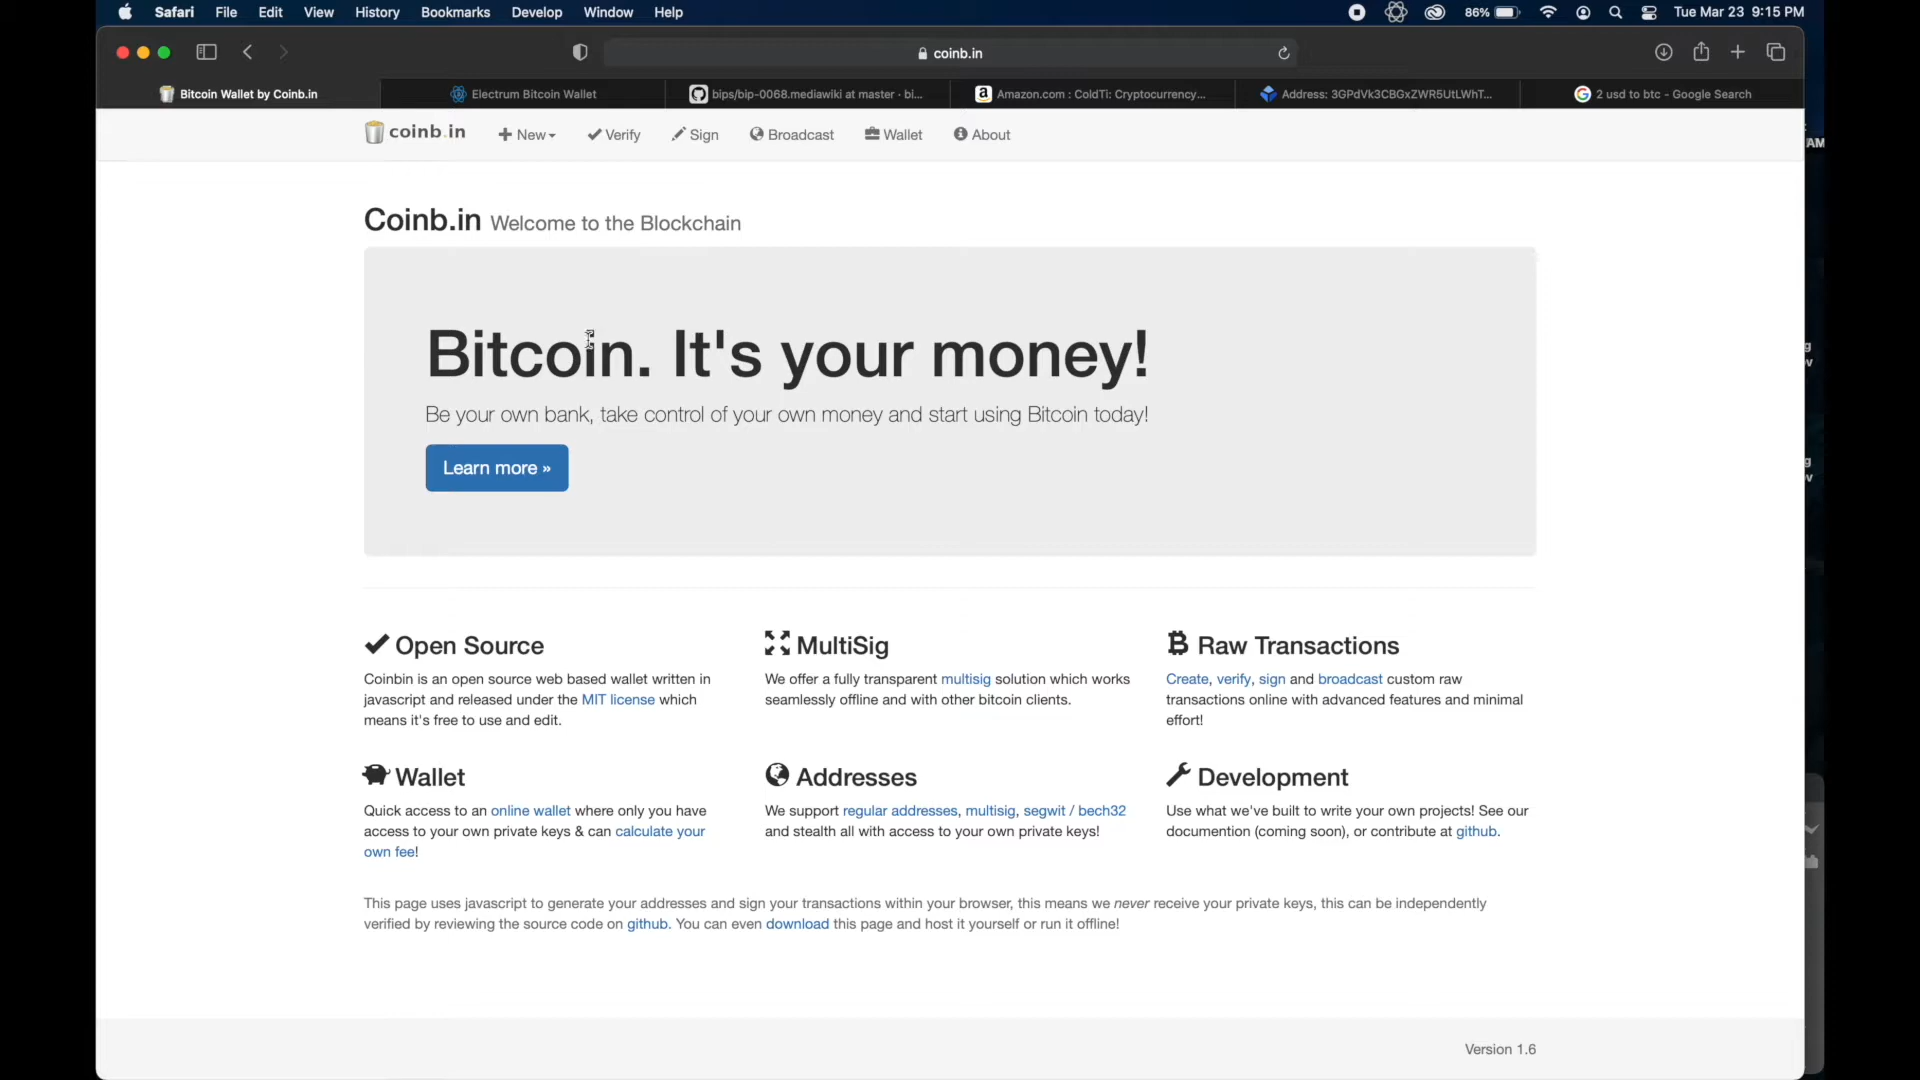 Safari File Edit View History Bookmarks Develop Window Help 86% Tue Mar 23 9:15 PM
coinb.in
Bitcoin Wallet by Coinb.in Electrum Bitcoin Wallet bips/bip-0068.mediawiki at master · bi... Amazon.com : ColdTi: Cryptocurrency... Address: 3GPdVk3CBGxZWR5UtLWhT... 2 usd to btc - Google Search
coinb.in New Verify Sign Broadcast Wallet About
AM
Coinb.in Welcome to the Blockchain
Bitcoin. It's your money!
Be your own bank, take control of your own money and start using Bitcoin today!
Learn more »
Open Source
Coinbin is an open source web based wallet written in
javascript and released under the MIT license which
means it's free to use and edit.
MultiSig
We offer a fully transparent multisig solution which works
seamlessly offline and with other bitcoin clients.
Raw Transactions
Create, verify, sign and broadcast custom raw
transactions online with advanced features and minimal
effort!
Wallet
Quick access to an online wallet where only you have
access to your own private keys & can calculate your
own fee!
Addresses
We support regular addresses, multisig, segwit / bech32
and stealth all with access to your own private keys!
Development
Use what we've built to write your own projects! See our
documention (coming soon), or contribute at github.
This page uses javascript to generate your addresses and sign your transactions within your browser, this means we never receive your private keys, this can be independently
verified by reviewing the source code on github. You can even download this page and host it yourself or run it offline!
Version 1.6